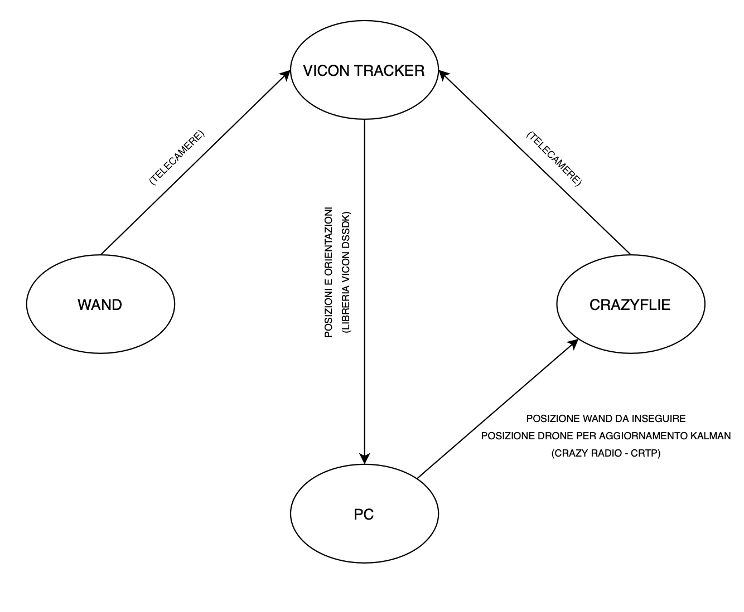 VICON TRACKER
(TELECAMERE)
(TELECAMERE)
POSIZIONI E ORIENTAZIONI
(LIBRERIA VICON DSSDK)
WAND
CRAZYFLIE
POSIZIONE WAND DA INSEGUIRE
POSIZIONE DRONE PER AGGIORNAMENTO KALMAN
(CRAZY RADIO - CRTP)
PC